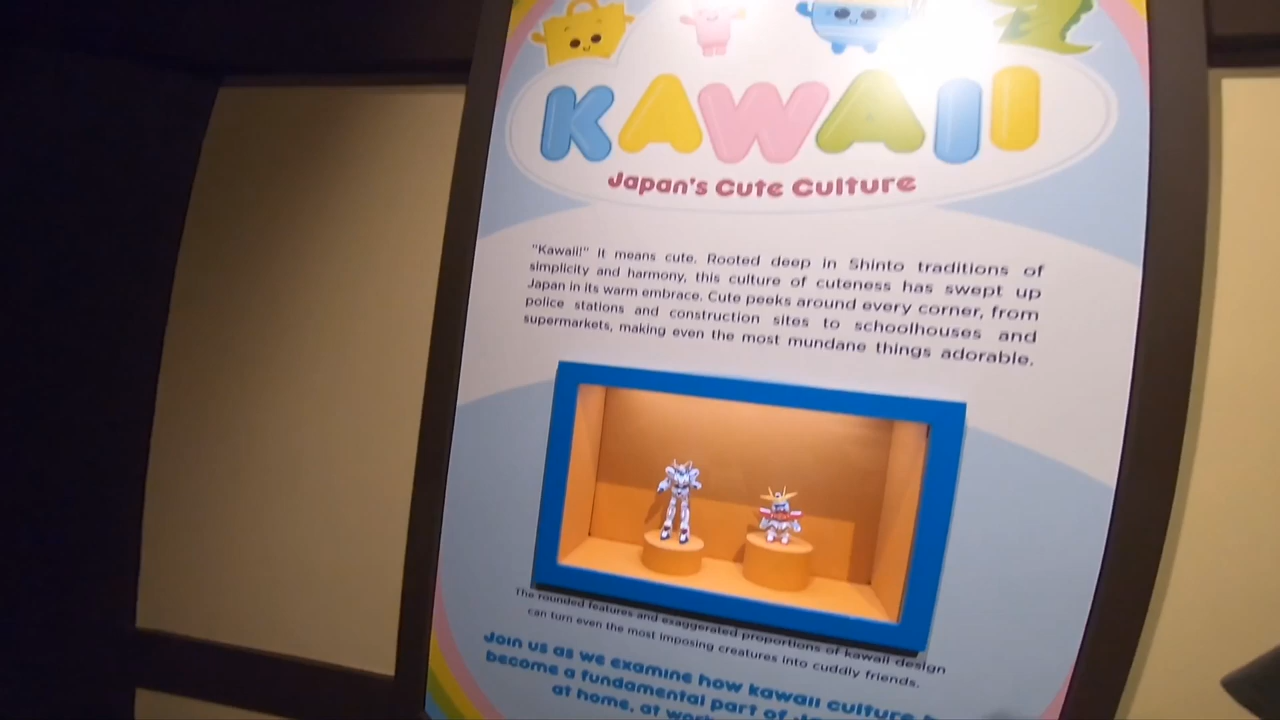 KAWAII
Japan's Cute Culture
"Kawaii!" It means cute. Rooted deep in Shinto traditions of
simplicity and harmony, this culture of cuteness has swept up
Japan in its warm embrace. Cute peeks around every corner, from
police stations and construction sites to schoolhouses and
supermarkets, making even the most mundane things adorable.
The rounded features and exaggerated proportions of kawaii design
can turn even the most imposing creatures into cuddly friends.
Join us as we examine how kawaii culture
become a fundamental part of
at home, at